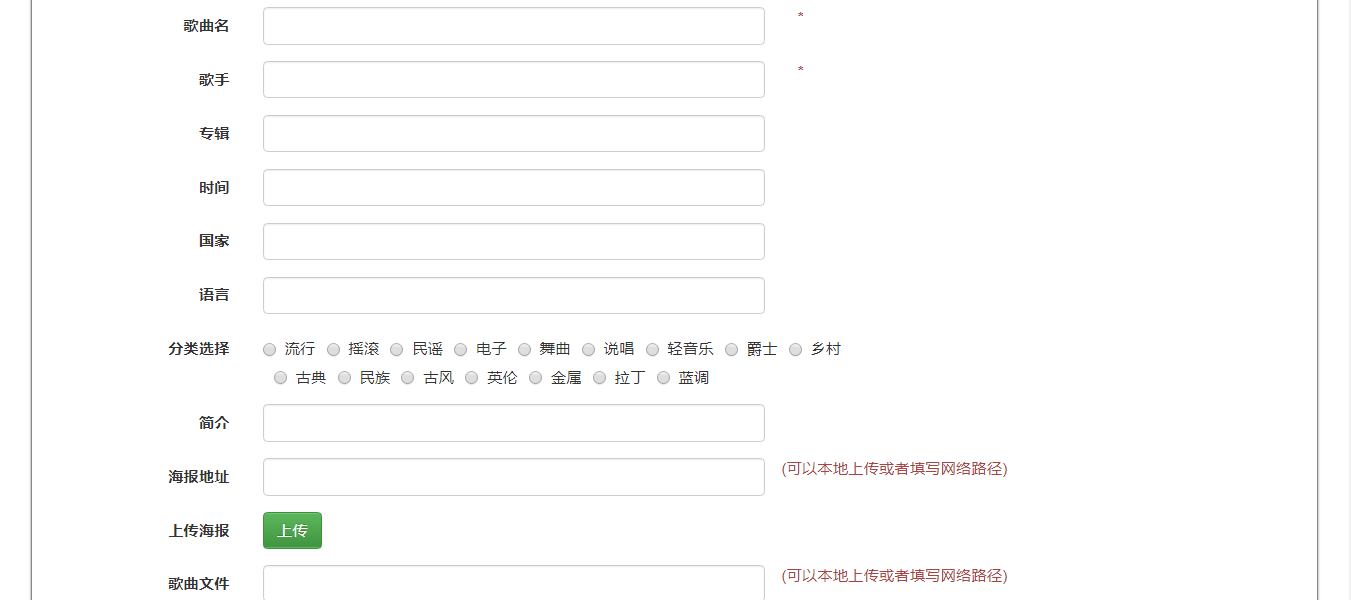 歌曲名 *
歌手 *
专辑
时间
国家
语言
分类选择 流行 摇滚 民谣 电子 舞曲 说唱 轻音乐 爵士 乡村
古典 民族 古风 英伦 金属 拉丁 蓝调
简介
海报地址 (可以本地上传或者填写网络路径)
上传海报 上传
歌曲文件 (可以本地上传或者填写网络路径)